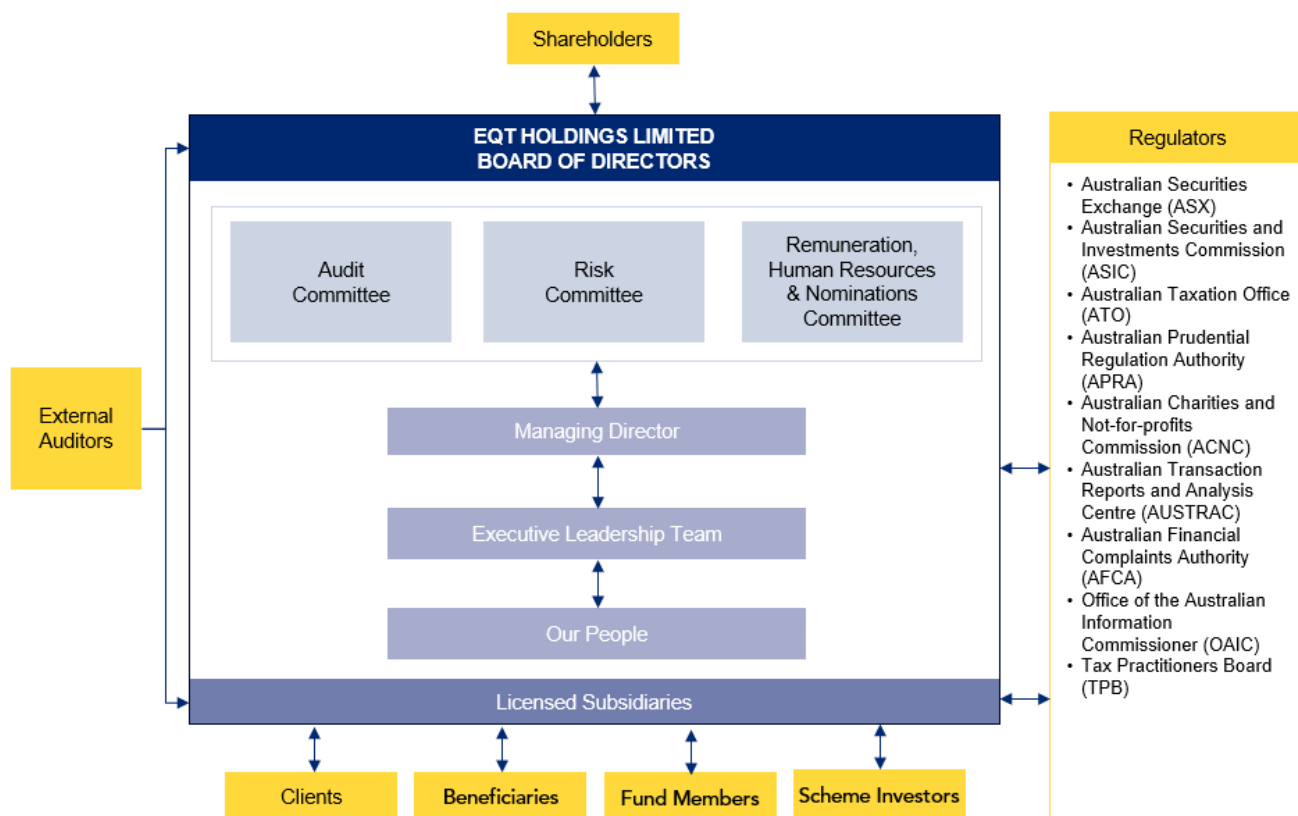 Shareholders
EQT HOLDINGS LIMITED
BOARD OF DIRECTORS
Audit
Committee
Risk
Committee
Remuneration,
Human Resources
& Nominations
Committee
Managing Director
Executive Leadership Team
Our People
Licensed Subsidiaries
External
Auditors
Clients
Beneficiaries
Fund Members
Scheme Investors
Regulators
• Australian Securities
Exchange (ASX)
• Australian Securities and
Investments Commission
(ASIC)
• Australian Taxation Office
(ATO)
• Australian Prudential
Regulation Authority
(APRA)
• Australian Charities and
Not-for-profits
Commission (ACNC)
• Australian Transaction
Reports and Analysis
Centre (AUSTRAC)
• Australian Financial
Complaints Authority
(AFCA)
• Office of the Australian
Information
Commissioner (OAIC)
• Tax Practitioners Board
(TPB)